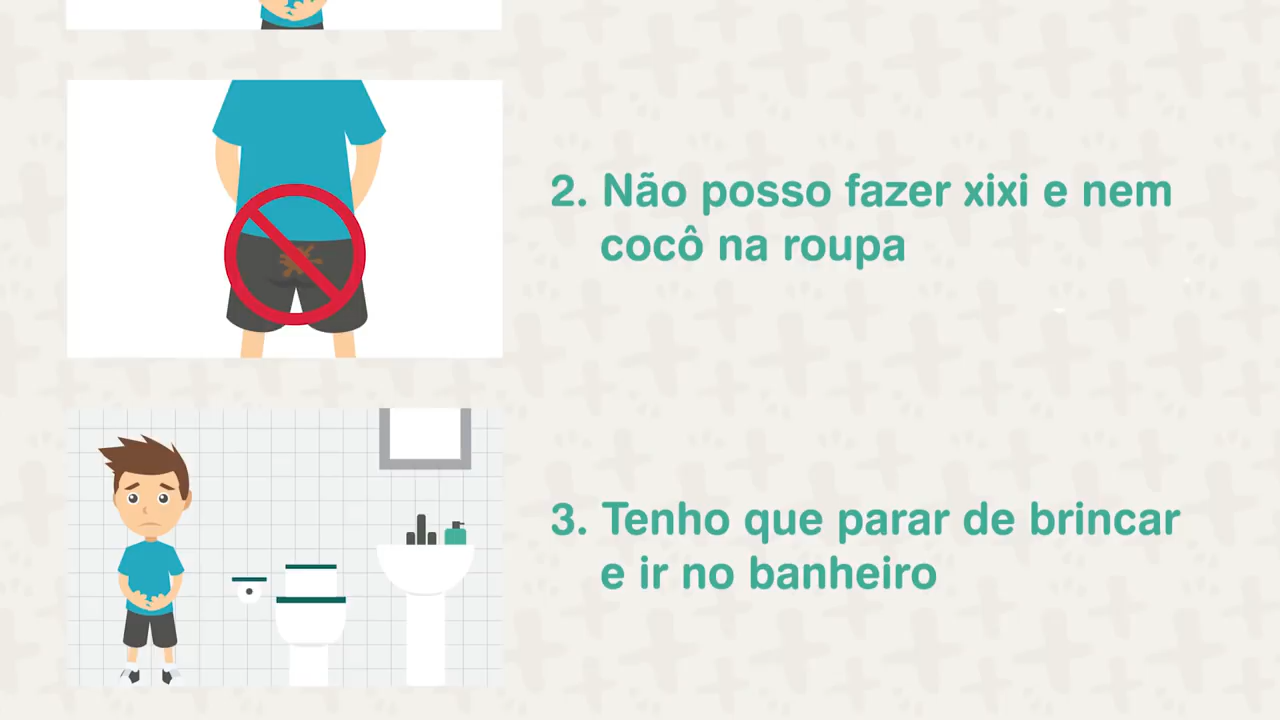 2. Não posso fazer xixi e nem
cocô na roupa
3. Tenho que parar de brincar
e ir no banheiro